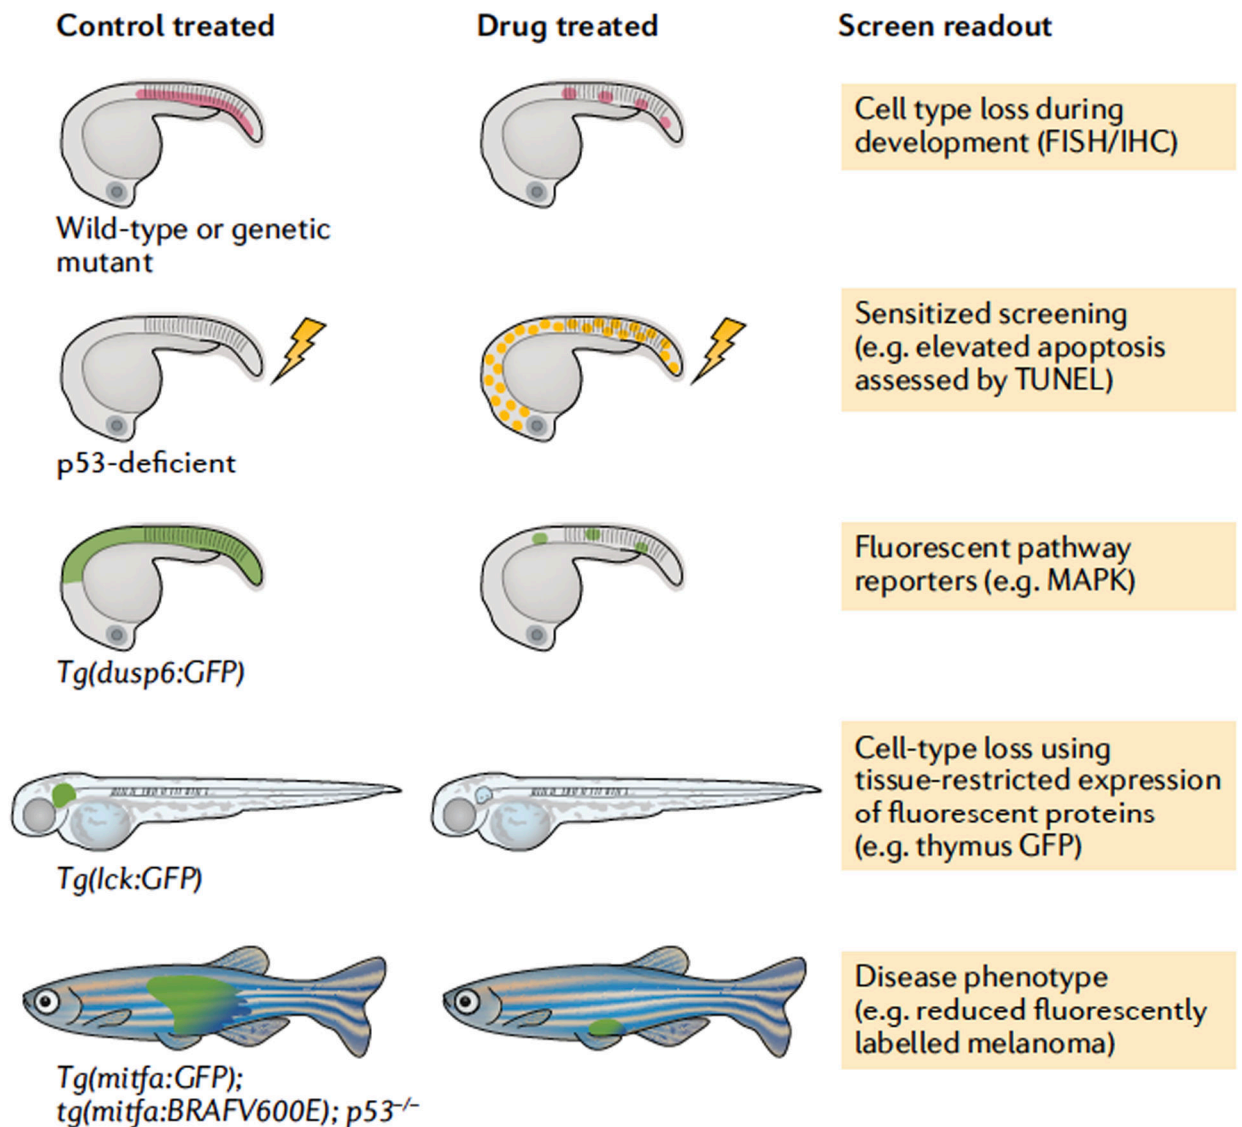 Control treated
Drug treated
Screen readout
Cell type loss during
development (FISH/IHC)
Wild-type or genetic
mutant
Sensitized screening
(e.g. elevated apoptosis
assessed by TUNEL)
p53-deficient
Fluorescent pathway
reporters (e.g. MAPK)
Tg(dusp6:GFP)
Cell-type loss using
tissue-restricted expression
of fluorescent proteins
(e.g. thymus GFP)
Tg(lck:GFP)
Disease phenotype
(e.g. reduced fluorescently
labelled melanoma)
Tg(mitfa:GFP);
tg(mitfa:BRAFV600E); p53⁻/⁻